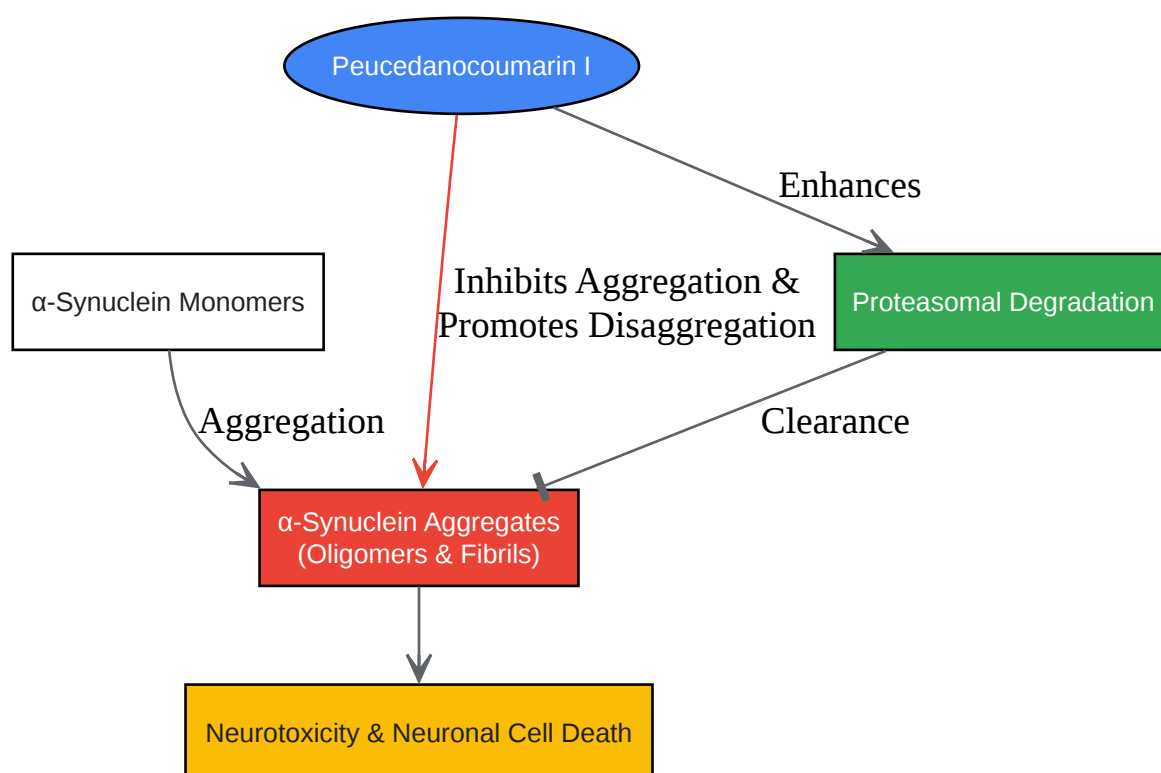 Peucedanocoumarin I
Enhances
α-Synuclein Monomers
Inhibits Aggregation &
Promotes Disaggregation
Proteasomal Degradation
Aggregation
Clearance
α-Synuclein Aggregates
(Oligomers & Fibrils)
Neurotoxicity & Neuronal Cell Death